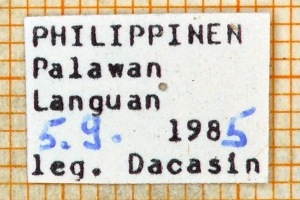 PHILIPPINEN
Palawan
Languan
5.9. 1985
leg. Dacasin